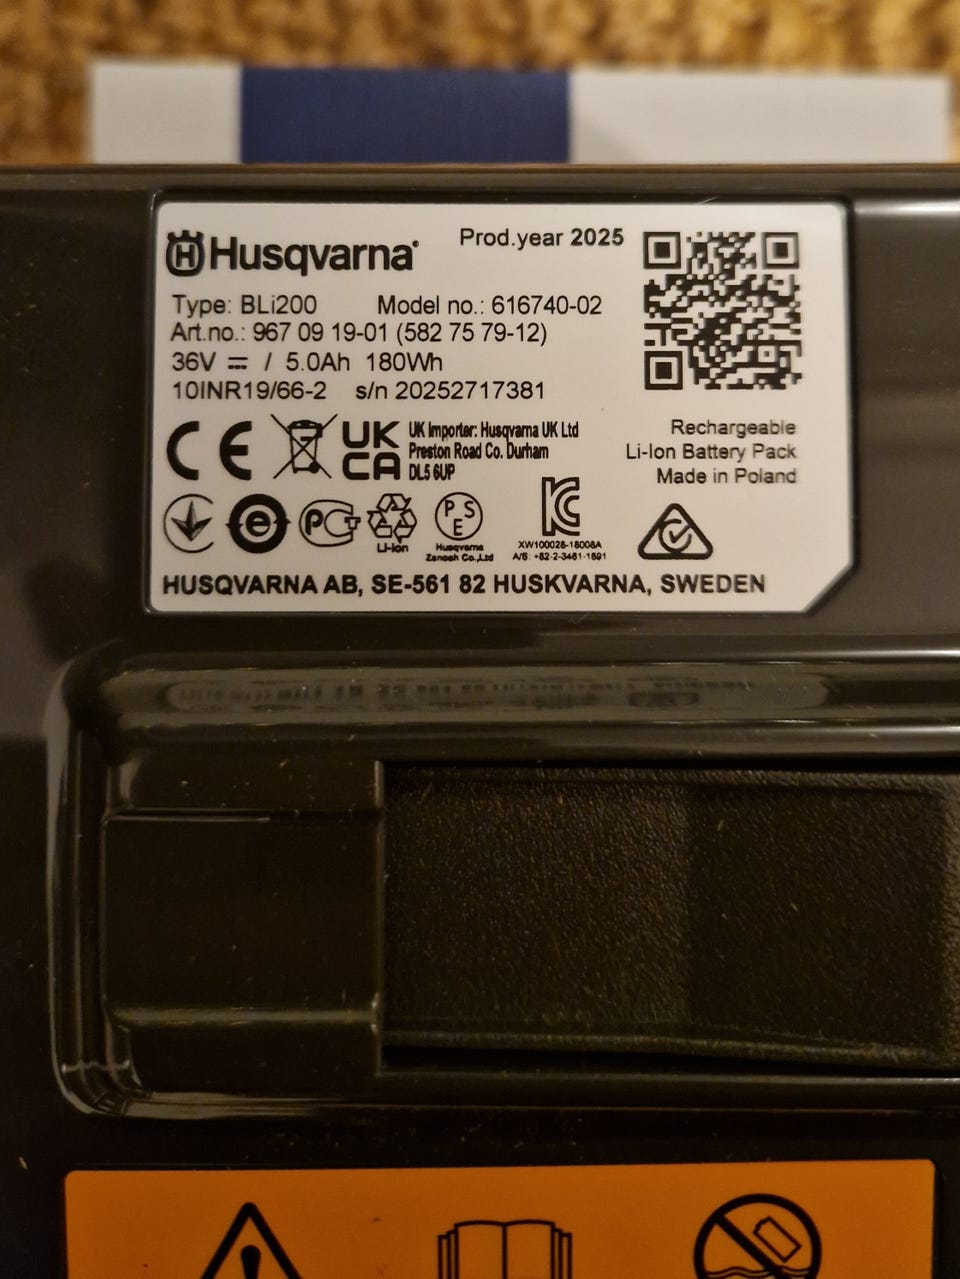 Husqvarna
Prod.year 2025
Type: BLi200 Model no.: 616740-02
Art.no.: 967 09 19-01 (582 75 79-12)
36V ⎓ / 5.0Ah 180Wh
10INR19/66-2 s/n 20252717381
CE
UK
CA
UK Importer: Husqvarna UK Ltd
Preston Road Co. Durham
DL5 6UP
Rechargeable
Li-Ion Battery Pack
Made in Poland
e
PCT
Li-Ion
PSE
Husqvarna
Zenoah Co.,Ltd
KC
XW100028-18008A
A/S: +82-2-3461-1891
HUSQVARNA AB, SE-561 82 HUSKVARNA, SWEDEN